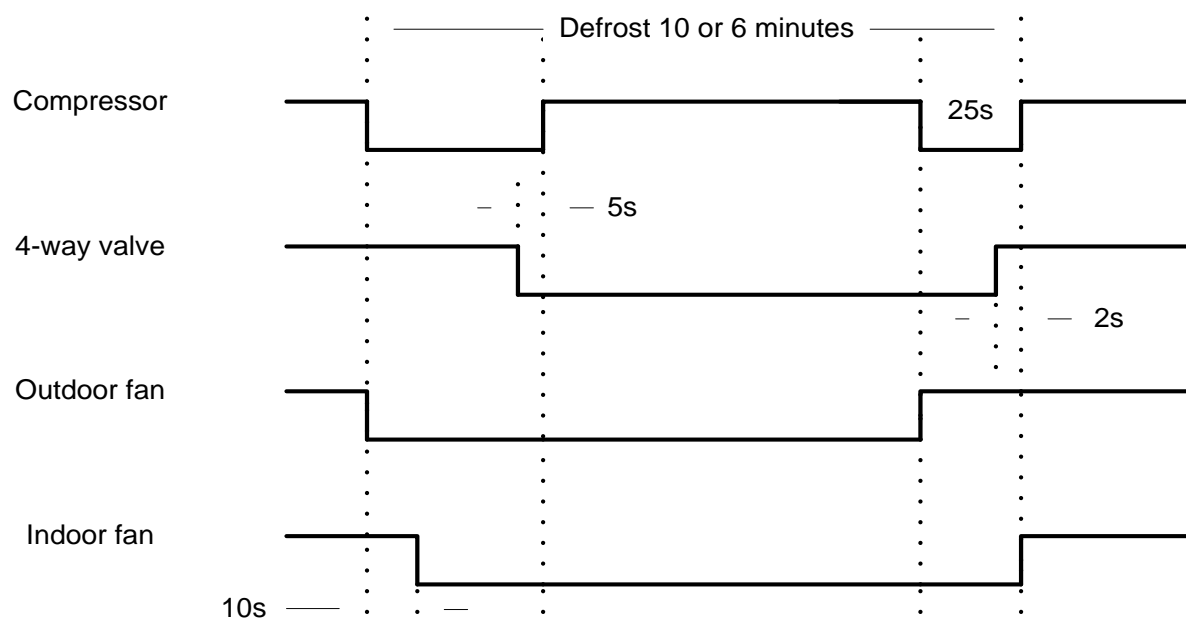 Defrost 10 or 6 minutes
Compressor
25s
5s
4-way valve
2s
Outdoor fan
Indoor fan
10s